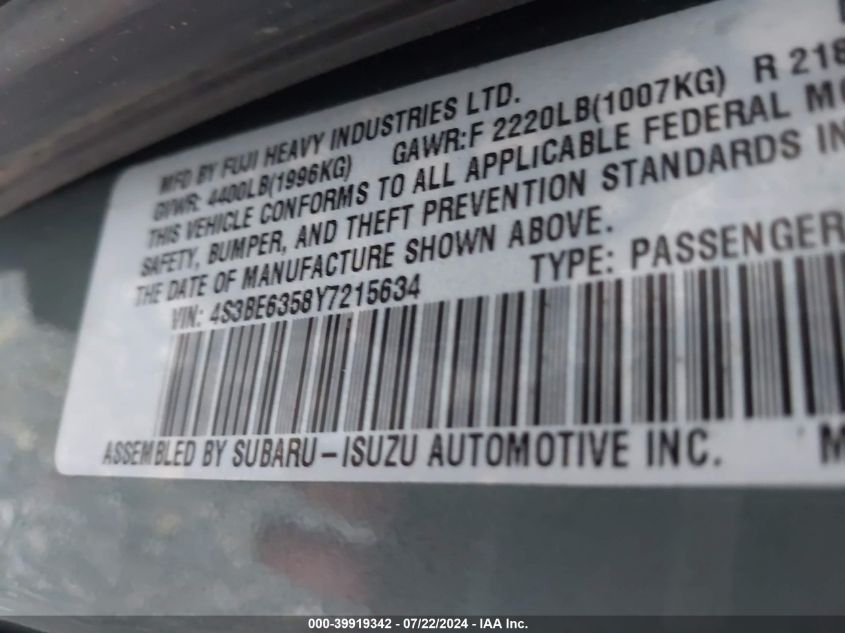 MFD BY FUJI HEAVY INDUSTRIES LTD.
GVWR: 4400LB(1996KG) GAWR:F 2220LB(1007KG) R 218
THIS VEHICLE CONFORMS TO ALL APPLICABLE FEDERAL MO
SAFETY, BUMPER, AND THEFT PREVENTION STANDARDS IN
THE DATE OF MANUFACTURE SHOWN ABOVE.
VIN: 4S3BE6358Y7215634 TYPE: PASSENGER
ASSEMBLED BY SUBARU-ISUZU AUTOMOTIVE INC. M
000-39919342 - 07/22/2024 - IAA Inc.